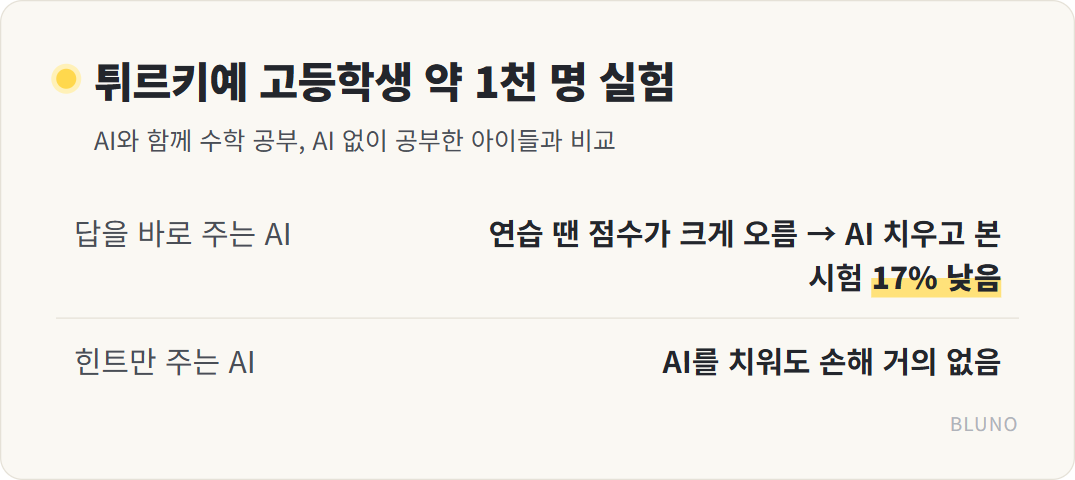 튀르키예 고등학생 약 1천 명 실험
AI와 함께 수학 공부, AI 없이 공부한 아이들과 비교
답을 바로 주는 AI
연습 땐 점수가 크게 오름 → AI 치우고 본
시험 17% 낮음
힌트만 주는 AI
AI를 치워도 손해 거의 없음
BLUNO